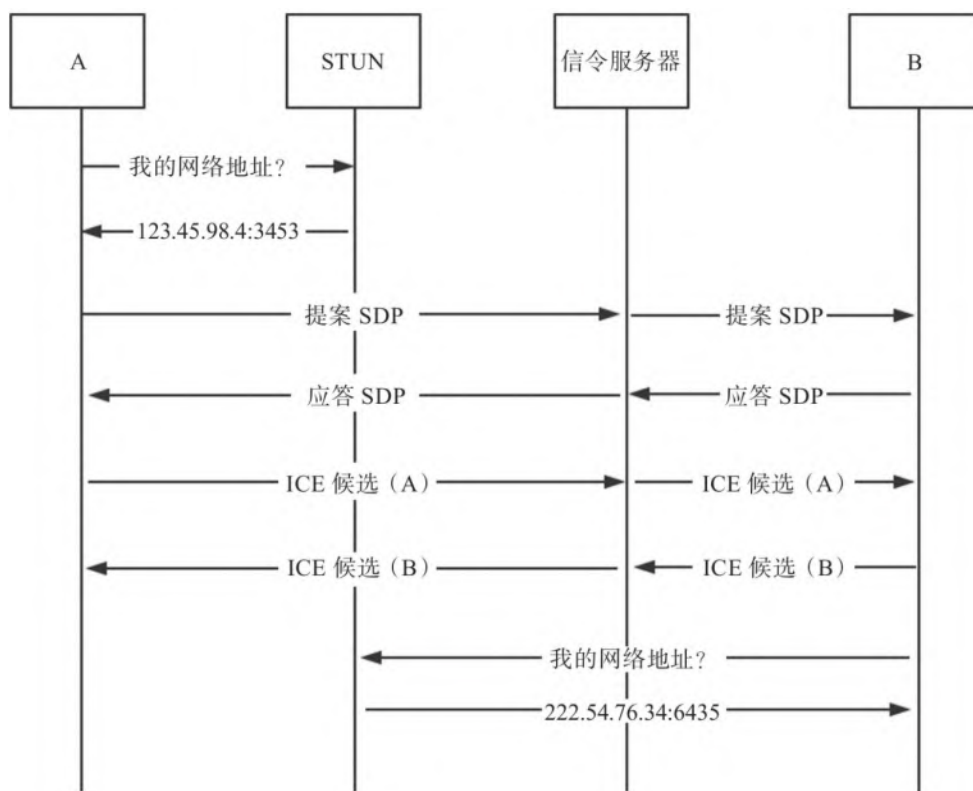 A
STUN
信令服务器
B
我的网络地址?
123.45.98.4:3453
提案 SDP
提案 SDP
应答 SDP
应答 SDP
ICE 候选（A）
ICE 候选（A）
ICE 候选（B）
ICE 候选（B）
我的网络地址?
222.54.76.34:6435